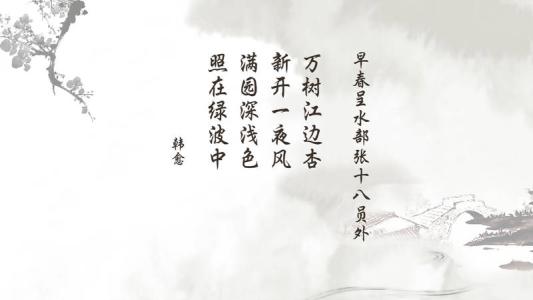 早春呈水部张十八员外
万树江边杏
新开一夜风
满园深浅色
照在绿波中
韩愈